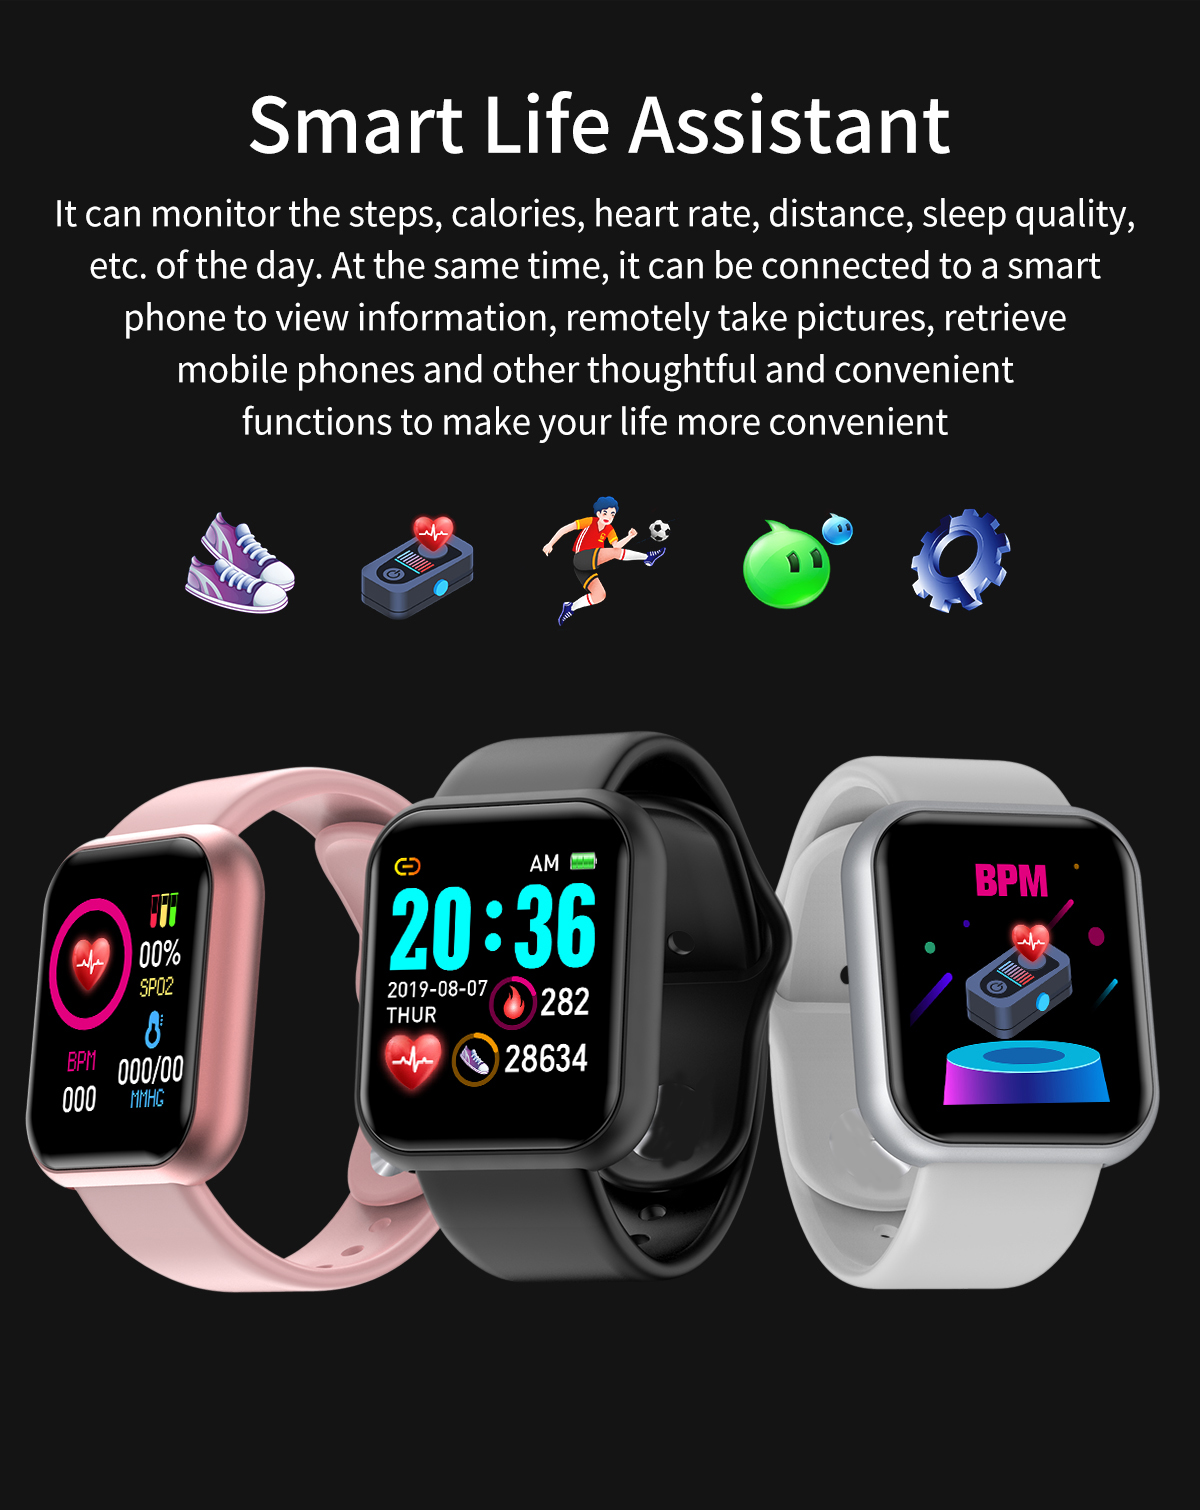 Smart Life Assistant
It can monitor the steps, calories, heart rate, distance, sleep quality,
etc. of the day. At the same time, it can be connected to a smart
phone to view information, remotely take pictures, retrieve
mobile phones and other thoughtful and convenient
functions to make your life more convenient
00%
SPO2
BPM
000/00
000
MMHG
AM
20:36
2019-08-07
282
THUR
28634
BPM